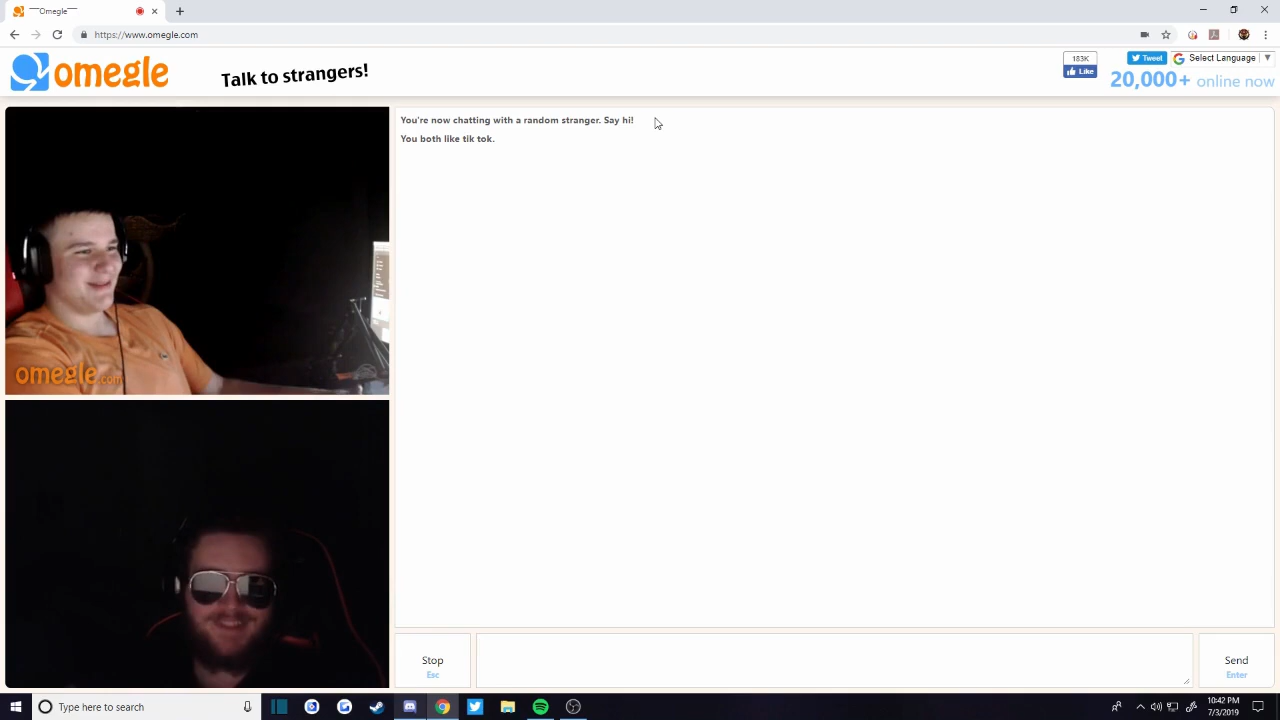 Omegle
https://www.omegle.com
omegle
Talk to strangers!
183K
Like
Tweet
Select Language
20,000+ online now
You're now chatting with a random stranger. Say hi!
You both like tik tok.
omegle.com
Stop
Esc
Send
Enter
Type here to search
10:42 PM
7/3/2019